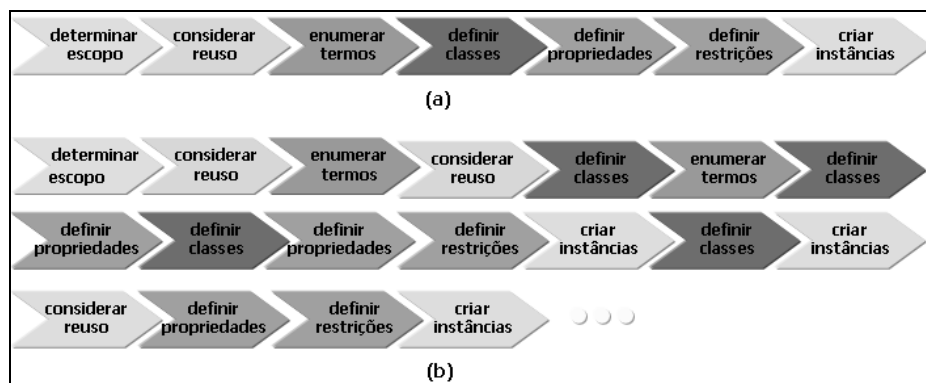 determinar escopo
considerar reuso
enumerar termos
definir classes
definir propriedades
definir restrições
criar instâncias
(a)
determinar escopo
considerar reuso
enumerar termos
considerar reuso
definir classes
enumerar termos
definir classes
definir propriedades
definir classes
definir propriedades
definir restrições
criar instâncias
definir classes
criar instâncias
considerar reuso
definir propriedades
definir restrições
criar instâncias
(b)